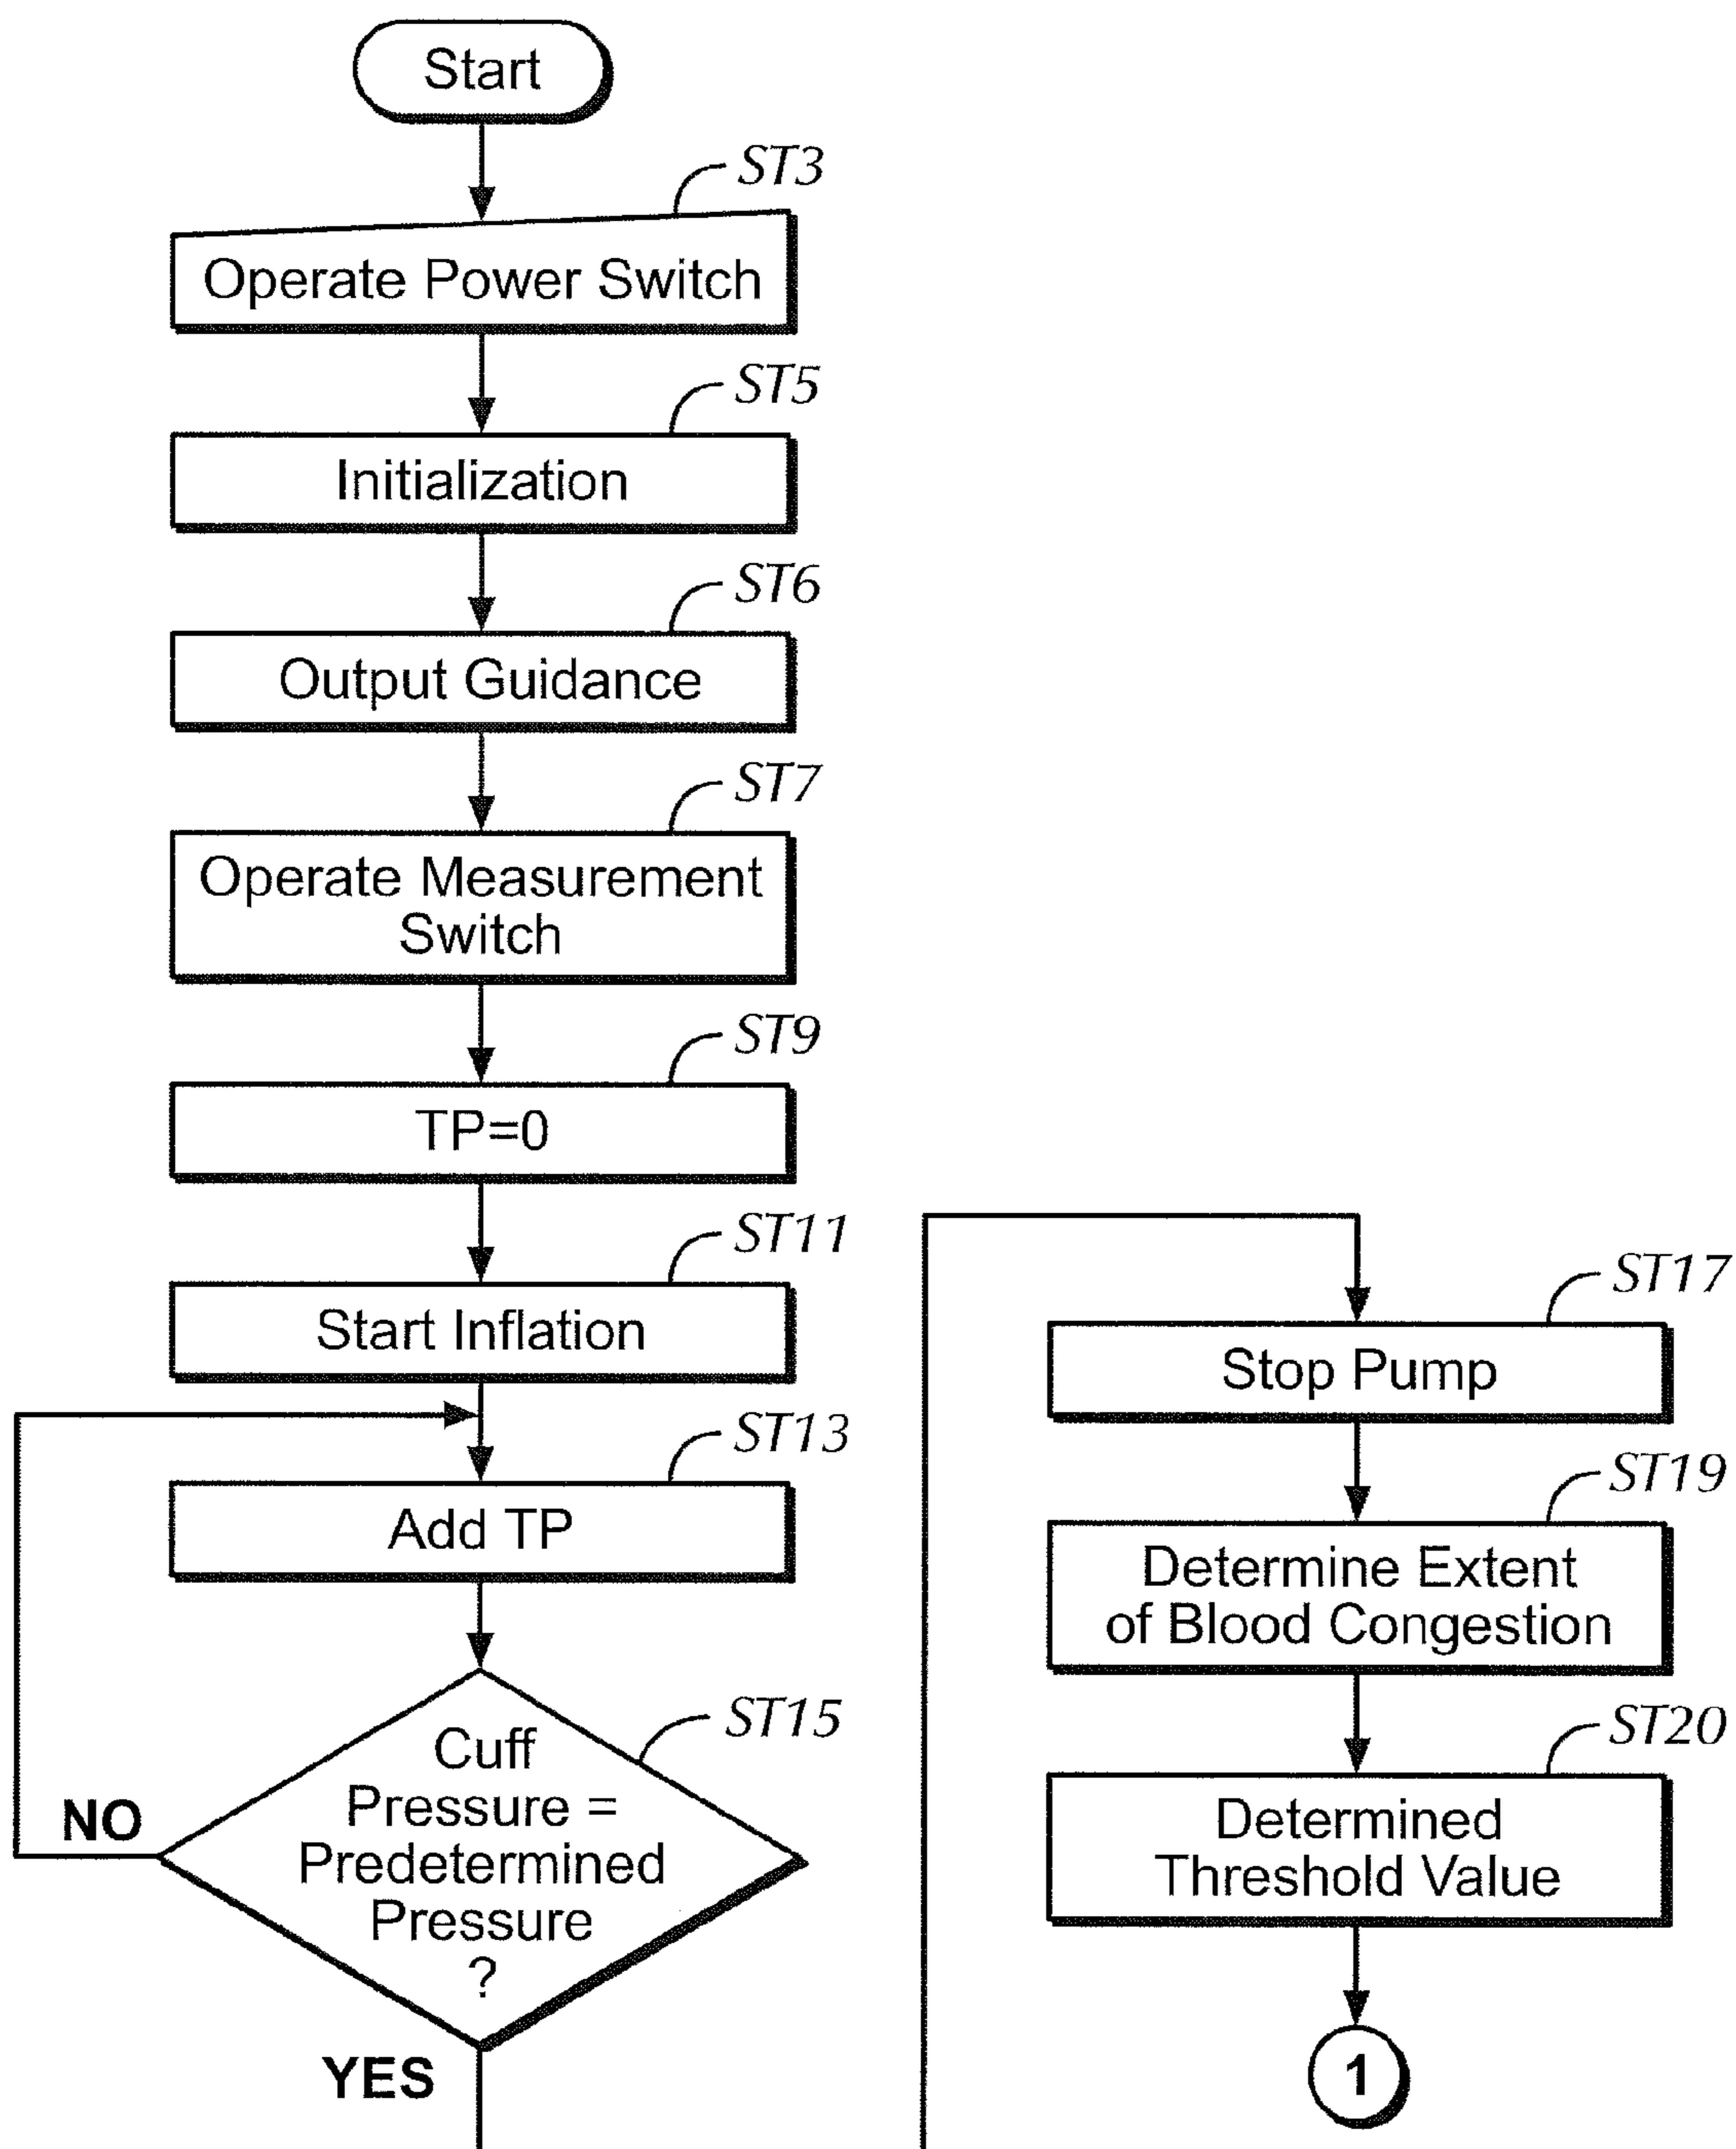 Start
ST3
Operate Power Switch
ST5
Initialization
ST6
Output Guidance
ST7
Operate Measurement
Switch
ST9
TP=0
ST11
Start Inflation
ST13
Add TP
ST15
Cuff
Pressure =
Predetermined
Pressure
?
NO
YES
ST17
Stop Pump
ST19
Determine Extent
of Blood Congestion
ST20
Determined
Threshold Value
1